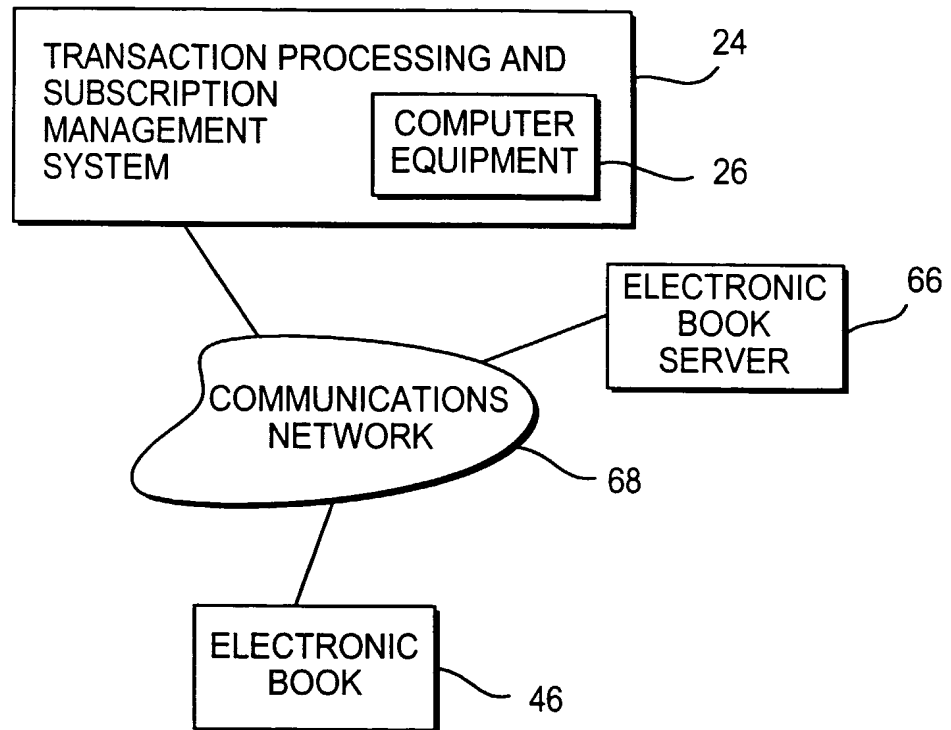 TRANSACTION PROCESSING AND
SUBSCRIPTION
MANAGEMENT
SYSTEM
COMPUTER
EQUIPMENT
24
26
ELECTRONIC
BOOK
SERVER
66
COMMUNICATIONS
NETWORK
68
ELECTRONIC
BOOK
46